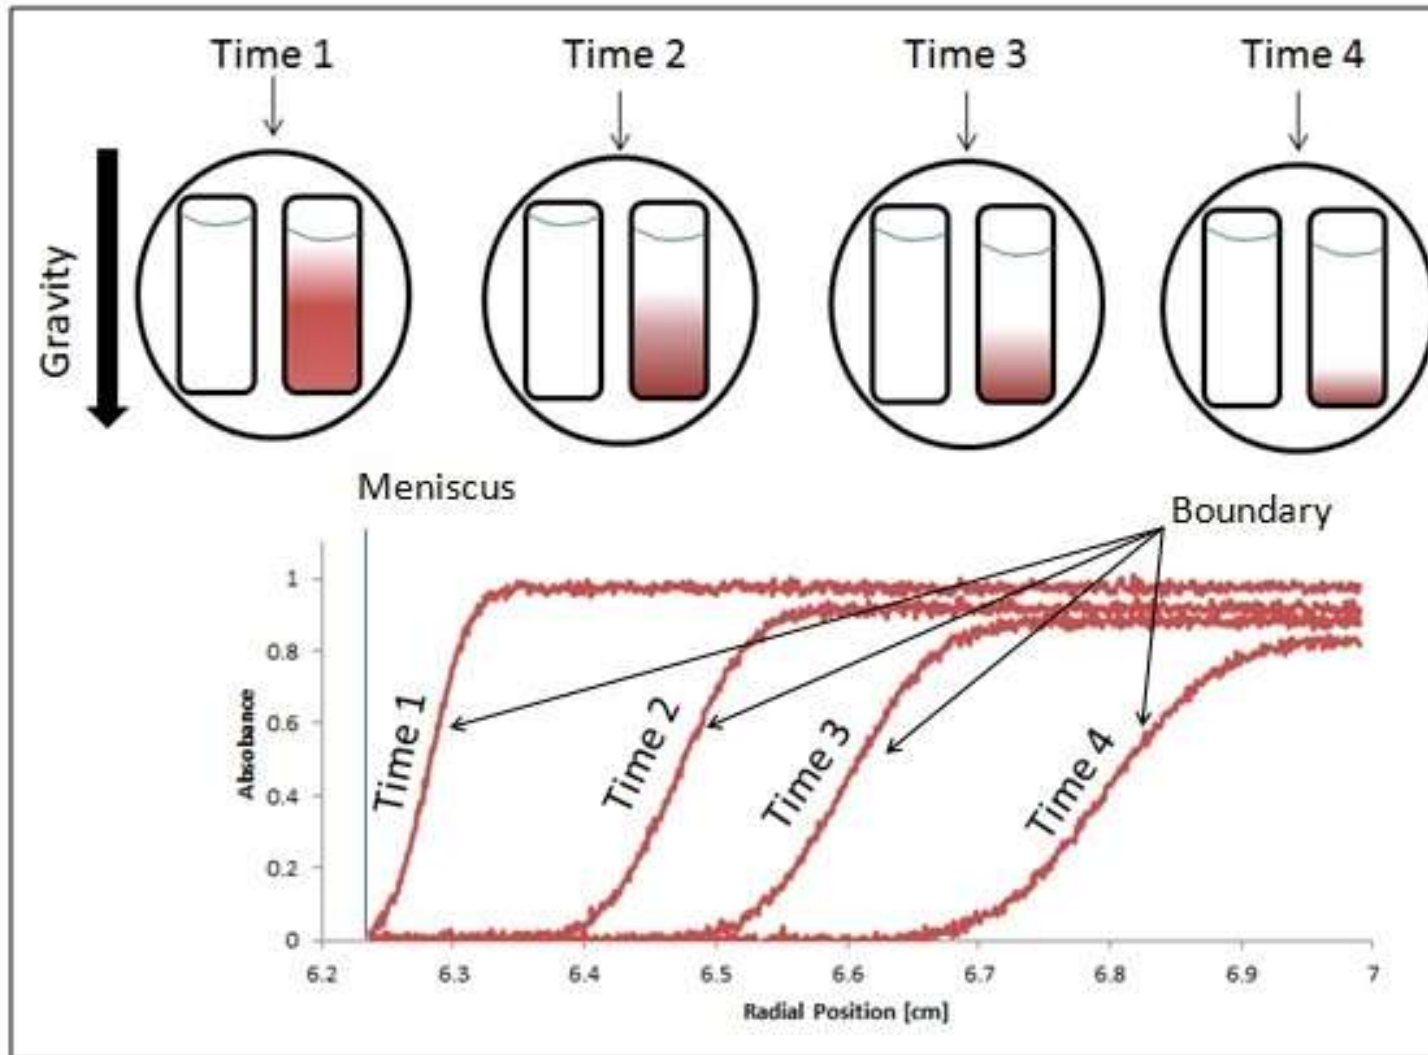 Time 1
Time 2
Time 3
Time 4
Gravity
Meniscus
Boundary
1
0.8
0.6
0.4
0.2
0
Absobance
Time 1
Time 2
Time 3
Time 4
6.2 6.3 6.4 6.5 6.6 6.7 6.8 6.9 7
Radial Position [cm]